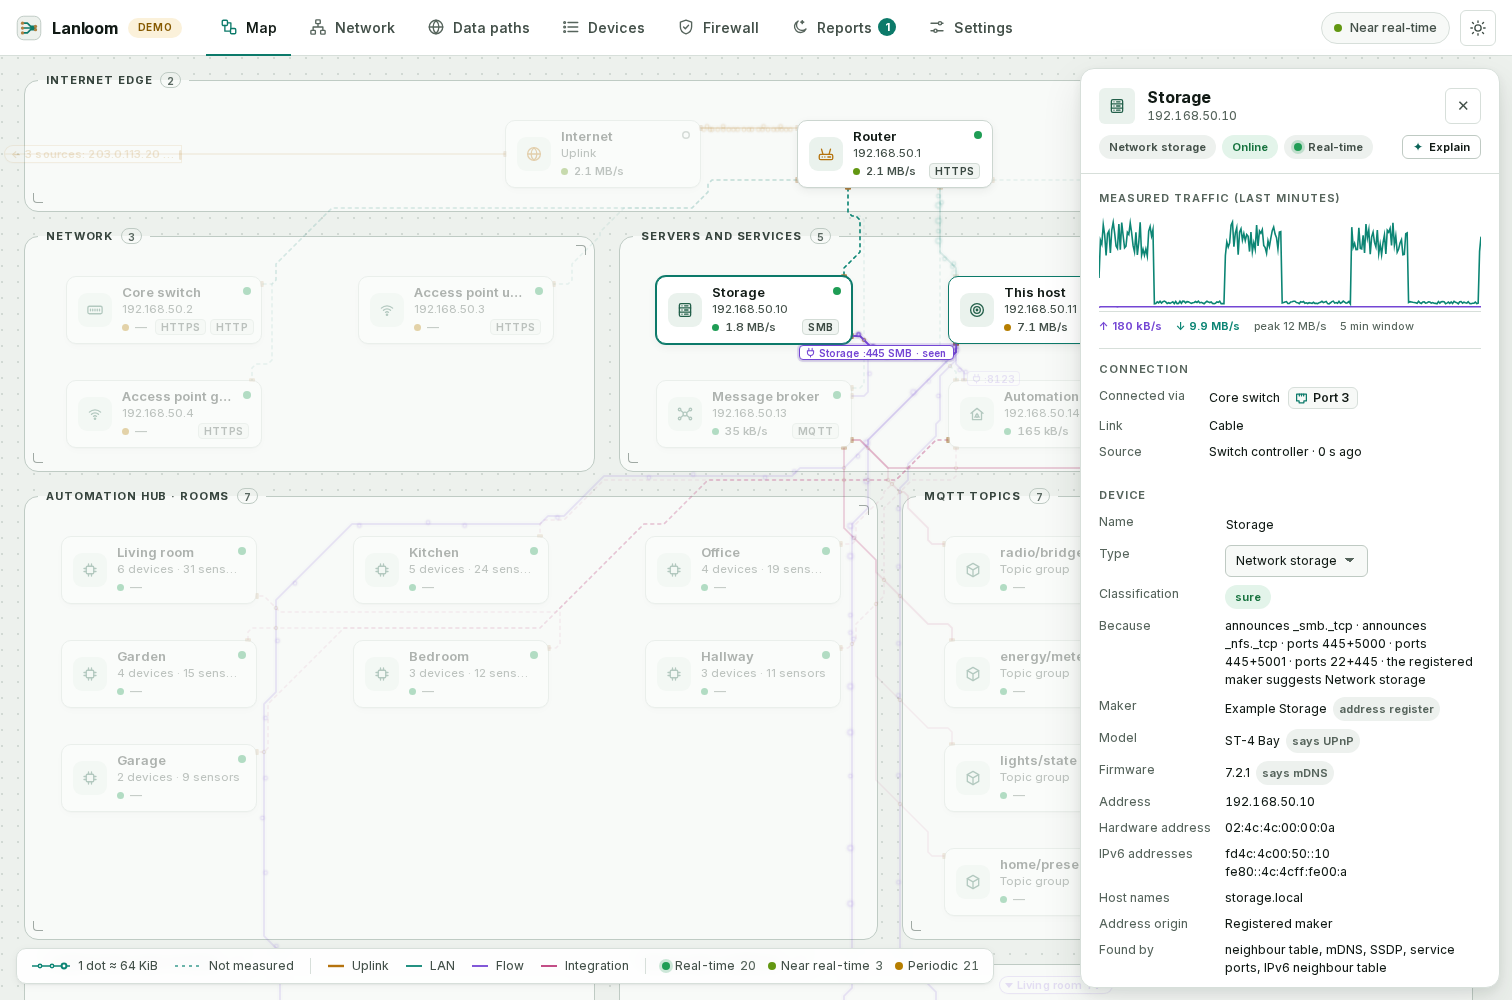 Lanloom DEMO Map Network Data paths Devices Firewall Reports 1 Settings Near real-time
INTERNET EDGE 2
3 sources: 203.0.113.20
Internet
Uplink
2.1 MB/s
Router
192.168.50.1
2.1 MB/s HTTPS
NETWORK 3
Core switch
192.168.50.2
— HTTPS HTTP
Access point u…
192.168.50.3
— HTTPS
Access point g…
192.168.50.4
— HTTPS
SERVERS AND SERVICES 5
Storage
192.168.50.10
1.8 MB/s SMB
This host
192.168.50.11
7.1 MB/s
Storage :445 SMB · seen
8123
Message broker
192.168.50.13
35 kB/s MQTT
Automation
192.168.50.14
165 kB/s
AUTOMATION HUB · ROOMS 7
Living room
6 devices · 31 sens…
—
Kitchen
5 devices · 24 sens…
—
Office
4 devices · 19 sens…
—
Garden
4 devices · 15 sens…
—
Bedroom
3 devices · 12 sens…
—
Hallway
3 devices · 11 sensors
—
Garage
2 devices · 9 sensors
—
MQTT TOPICS 7
radio/bridge
Topic group
—
energy/mete
Topic group
—
lights/state
Topic group
—
home/prese
Topic group
—
Living room
1 dot ≈ 64 KiB Not measured Uplink LAN Flow Integration Real-time 20 Near real-time 3 Periodic 21
Storage
192.168.50.10
Network storage Online Real-time Explain
MEASURED TRAFFIC (LAST MINUTES)
↑ 180 kB/s ↓ 9.9 MB/s peak 12 MB/s 5 min window
CONNECTION
Connected via Core switch Port 3
Link Cable
Source Switch controller · 0 s ago
DEVICE
Name Storage
Type Network storage
Classification sure
Because announces _smb._tcp · announces
_nfs._tcp · ports 445+5000 · ports
445+5001 · ports 22+445 · the registered
maker suggests Network storage
Maker Example Storage address register
Model ST-4 Bay says UPnP
Firmware 7.2.1 says mDNS
Address 192.168.50.10
Hardware address 02:4c:4c:00:00:0a
IPv6 addresses fd4c:4c00:50::10
fe80::4c:4cff:fe00:a
Host names storage.local
Address origin Registered maker
Found by neighbour table, mDNS, SSDP, service
ports, IPv6 neighbour table